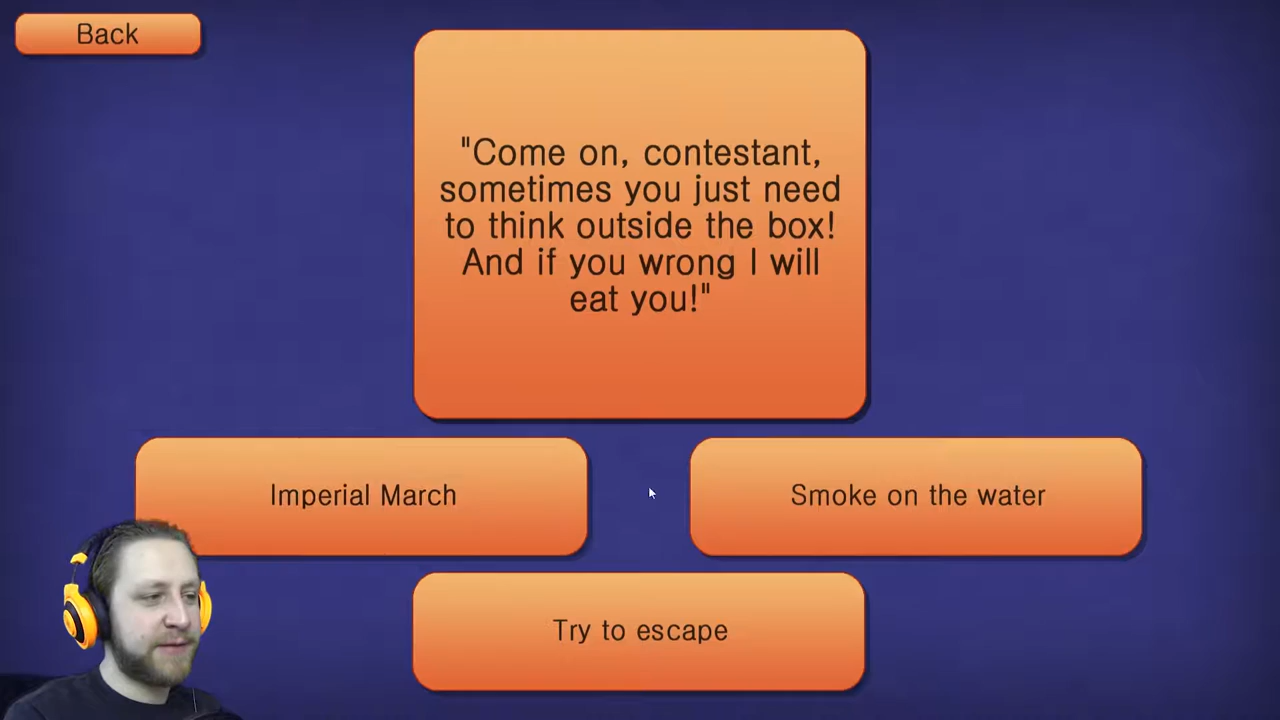 Back
"Come on, contestant,
sometimes you just need
to think outside the box!
And if you wrong I will
eat you!"
Imperial March
Smoke on the water
Try to escape